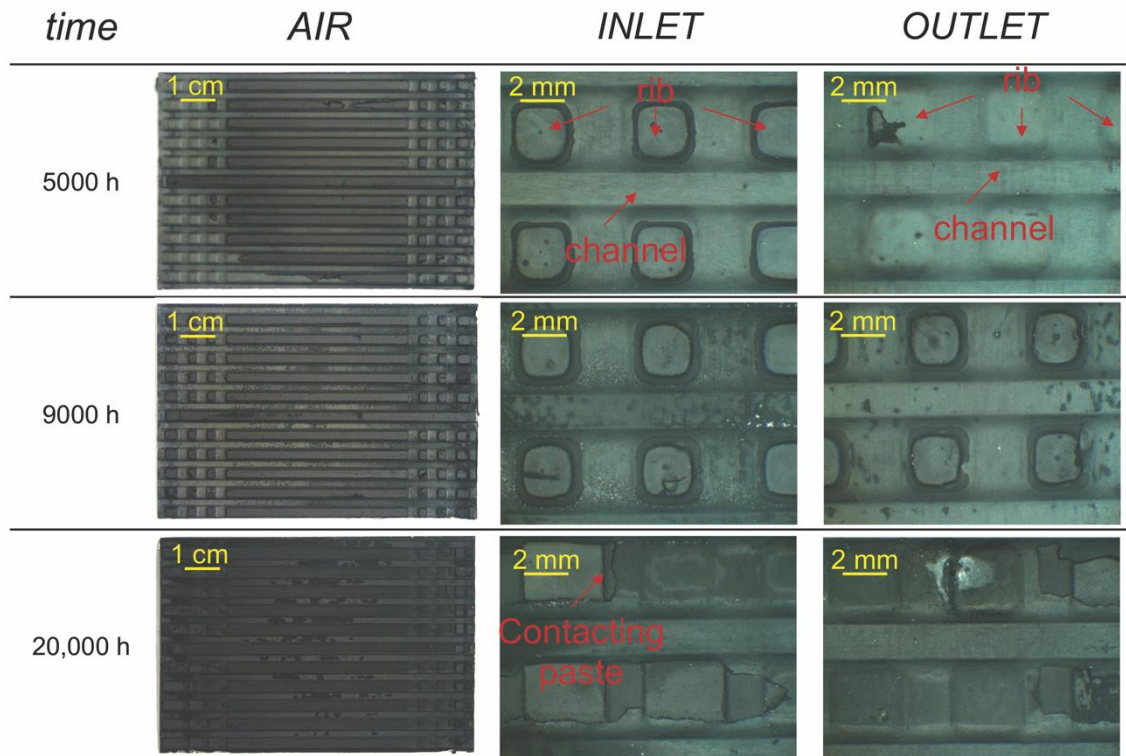 time AIR INLET OUTLET
5000 h
1 cm
2 mm
rib
channel
2 mm
rib
channel
9000 h
1 cm
2 mm
2 mm
20,000 h
1 cm
2 mm
Contacting
paste
2 mm